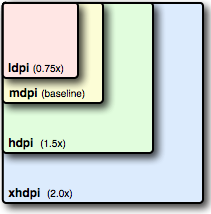 ldpi (0.75x)
mdpi (baseline)
hdpi (1.5x)
xhdpi (2.0x)